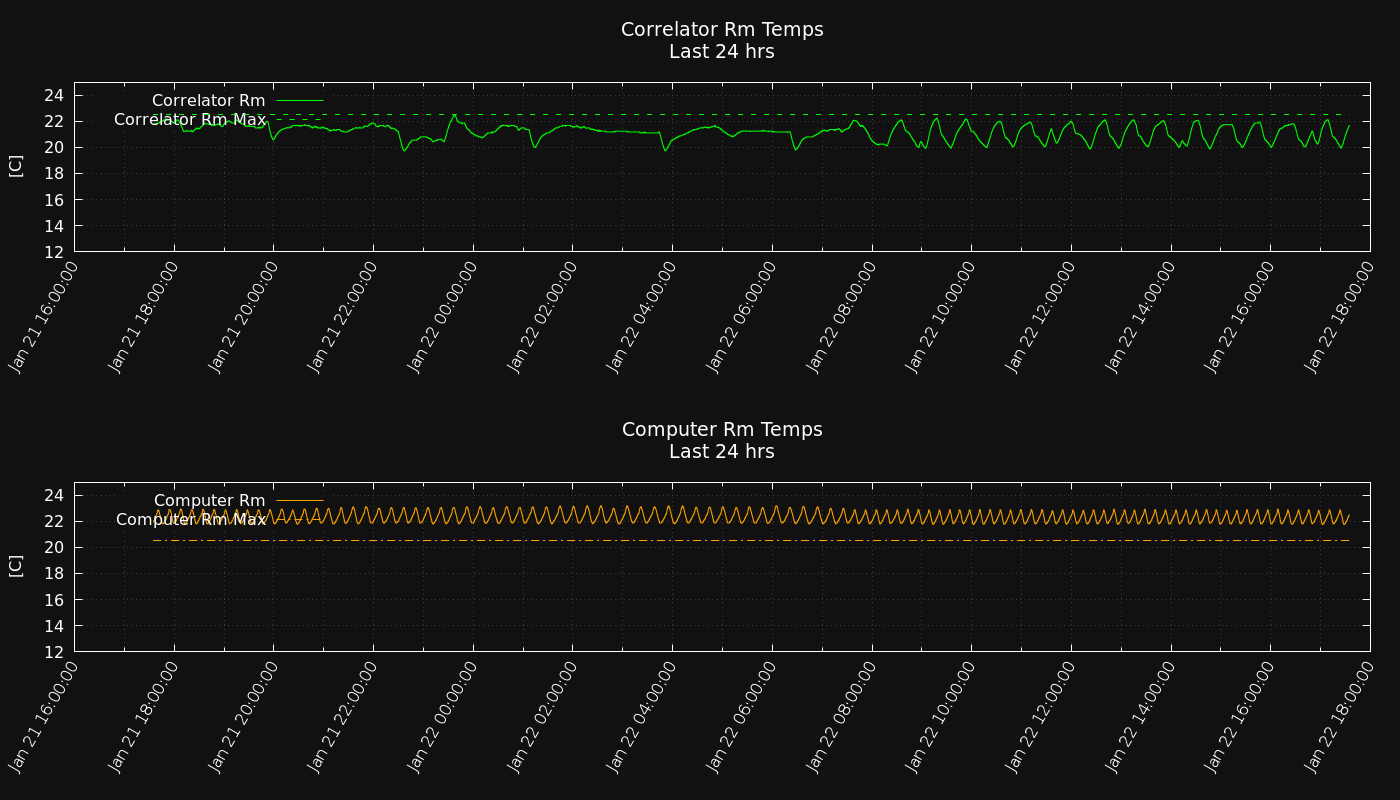 Correlator Rm Temps
Last 24 hrs
Correlator Rm
Correlator Rm Max
[C]
24
22
20
18
16
14
12
Jan 21 16:00:00
Jan 21 18:00:00
Jan 21 20:00:00
Jan 21 22:00:00
Jan 22 00:00:00
Jan 22 02:00:00
Jan 22 04:00:00
Jan 22 06:00:00
Jan 22 08:00:00
Jan 22 10:00:00
Jan 22 12:00:00
Jan 22 14:00:00
Jan 22 16:00:00
Jan 22 18:00:00
Computer Rm Temps
Last 24 hrs
Computer Rm
Computer Rm Max
[C]
24
22
20
18
16
14
12
Jan 21 16:00:00
Jan 21 18:00:00
Jan 21 20:00:00
Jan 21 22:00:00
Jan 22 00:00:00
Jan 22 02:00:00
Jan 22 04:00:00
Jan 22 06:00:00
Jan 22 08:00:00
Jan 22 10:00:00
Jan 22 12:00:00
Jan 22 14:00:00
Jan 22 16:00:00
Jan 22 18:00:00